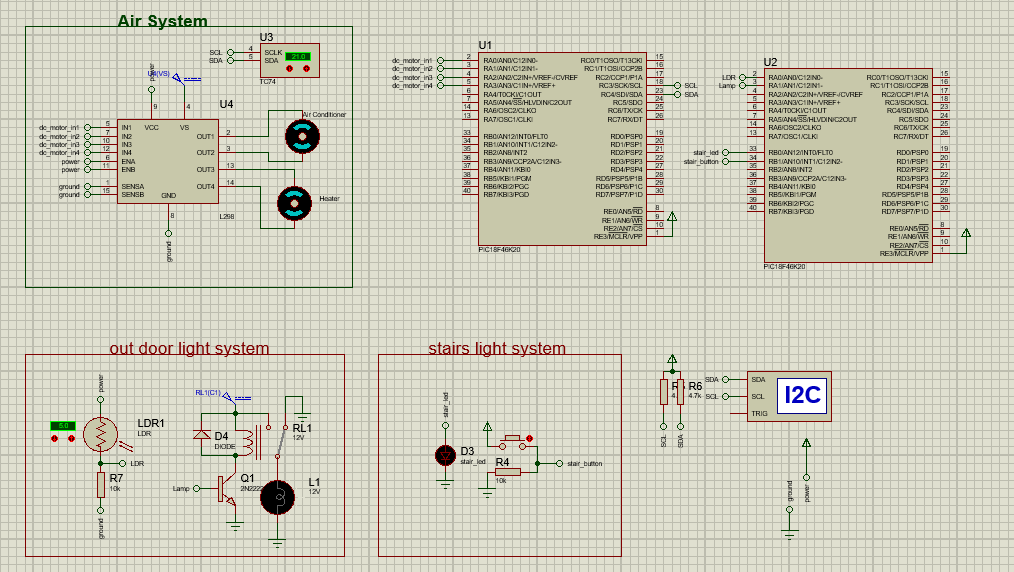 Air System
U3
SCL 4 SCLK
SDA 5 SDA
TC74
U4(VS)
power
9 4
U4
VCC VS
dc_motor_in1 5 IN1
dc_motor_in2 7 IN2
dc_motor_in3 10 IN3
dc_motor_in4 12 IN4
power 6 ENA
power 11 ENB
ground 1 SENSA
ground 15 SENSB
GND
8
ground
OUT1 2
OUT2 3
OUT3 13
OUT4 14
L298
Air Conditioner
Heater
U1
dc_motor_in1 2 RA0/AN0/C12IN0-
dc_motor_in2 3 RA1/AN1/C12IN1-
dc_motor_in3 4 RA2/AN2/C2IN+/VREF-/CVREF
dc_motor_in4 5 RA3/AN3/C1IN+/VREF+
6 RA4/T0CKI/C1OUT
7 RA5/AN4/SS/HLVDIN/C2OUT
14 RA6/OSC2/CLKO
13 RA7/OSC1/CLKI
33 RB0/AN12/INT0/FLT0
34 RB1/AN10/INT1/C12IN2-
35 RB2/AN8/INT2
36 RB3/AN9/CCP2A/C12IN3-
37 RB4/AN11/KBI0
38 RB5/KBI1/PGM
39 RB6/KBI2/PGC
40 RB7/KBI3/PGD
RC0/T1OSO/T13CKI 15
RC1/T1OSI/CCP2B 16
RC2/CCP1/P1A 17
RC3/SCK/SCL 18 SCL
RC4/SDI/SDA 23 SDA
RC5/SDO 24
RC6/TX/CK 25
RC7/RX/DT 26
RD0/PSP0 19
RD1/PSP1 20
RD2/PSP2 21
RD3/PSP3 22
RD4/PSP4 27
RD5/PSP5/P1B 28
RD6/PSP6/P1C 29
RD7/PSP7/P1D 30
RE0/AN5/RD 8
RE1/AN6/WR 9
RE2/AN7/CS 10
RE3/MCLR/VPP 1
PIC18F46K20
U2
LDR 2 RA0/AN0/C12IN0-
Lamp 3 RA1/AN1/C12IN1-
4 RA2/AN2/C2IN+/VREF-/CVREF
5 RA3/AN3/C1IN+/VREF+
6 RA4/T0CKI/C1OUT
7 RA5/AN4/SS/HLVDIN/C2OUT
14 RA6/OSC2/CLKO
13 RA7/OSC1/CLKI
stair_led 33 RB0/AN12/INT0/FLT0
stair_button 34 RB1/AN10/INT1/C12IN2-
35 RB2/AN8/INT2
36 RB3/AN9/CCP2A/C12IN3-
37 RB4/AN11/KBI0
38 RB5/KBI1/PGM
39 RB6/KBI2/PGC
40 RB7/KBI3/PGD
RC0/T1OSO/T13CKI 15
RC1/T1OSI/CCP2B 16
RC2/CCP1/P1A 17
RC3/SCK/SCL 18
RC4/SDI/SDA 23
RC5/SDO 24
RC6/TX/CK 25
RC7/RX/DT 26
RD0/PSP0 19
RD1/PSP1 20
RD2/PSP2 21
RD3/PSP3 22
RD4/PSP4 27
RD5/PSP5/P1B 28
RD6/PSP6/P1C 29
RD7/PSP7/P1D 30
RE0/AN5/RD 8
RE1/AN6/WR 9
RE2/AN7/CS 10
RE3/MCLR/VPP 1
PIC18F46K20
out door light system
power
5.0
LDR1
LDR
LDR
R7
10k
ground
RL1(C1)
D4
DIODE
RL1
12V
Lamp
Q1
2N2222
L1
12V
stairs light system
stair_led
D3
stair_led
R4
10k
stair_button
R6
4.7k
SCL
SDA
SDA SDA
SCL SCL
TRIG
I2C
ground
power